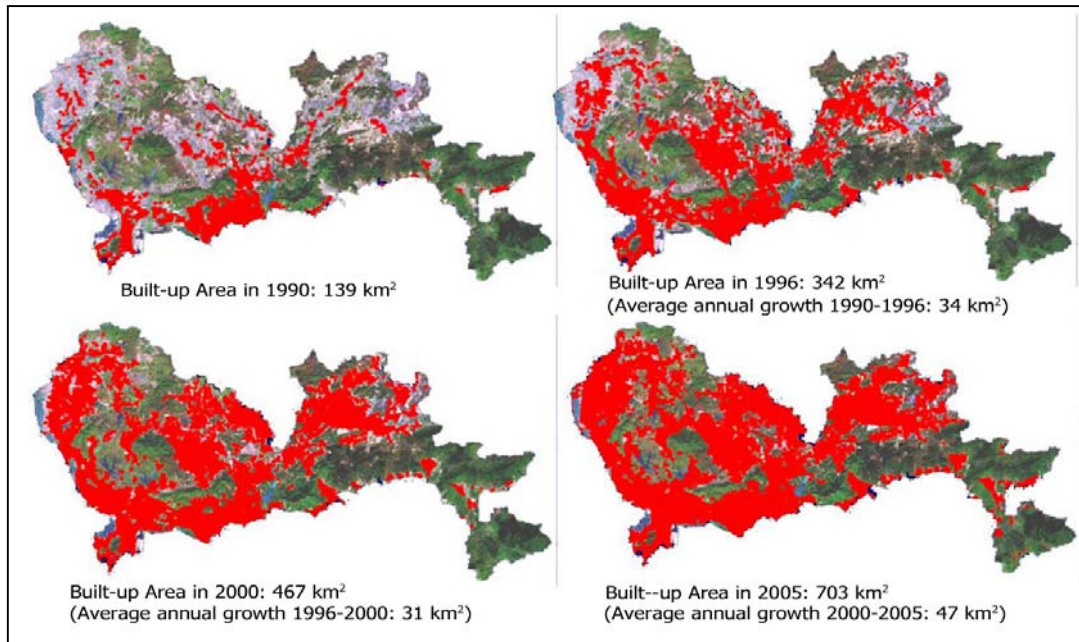 Built-up Area in 1990: 139 km²
Built-up Area in 1996: 342 km²
(Average annual growth 1990-1996: 34 km²)
Built-up Area in 2000: 467 km²
(Average annual growth 1996-2000: 31 km²)
Built--up Area in 2005: 703 km²
(Average annual growth 2000-2005: 47 km²)